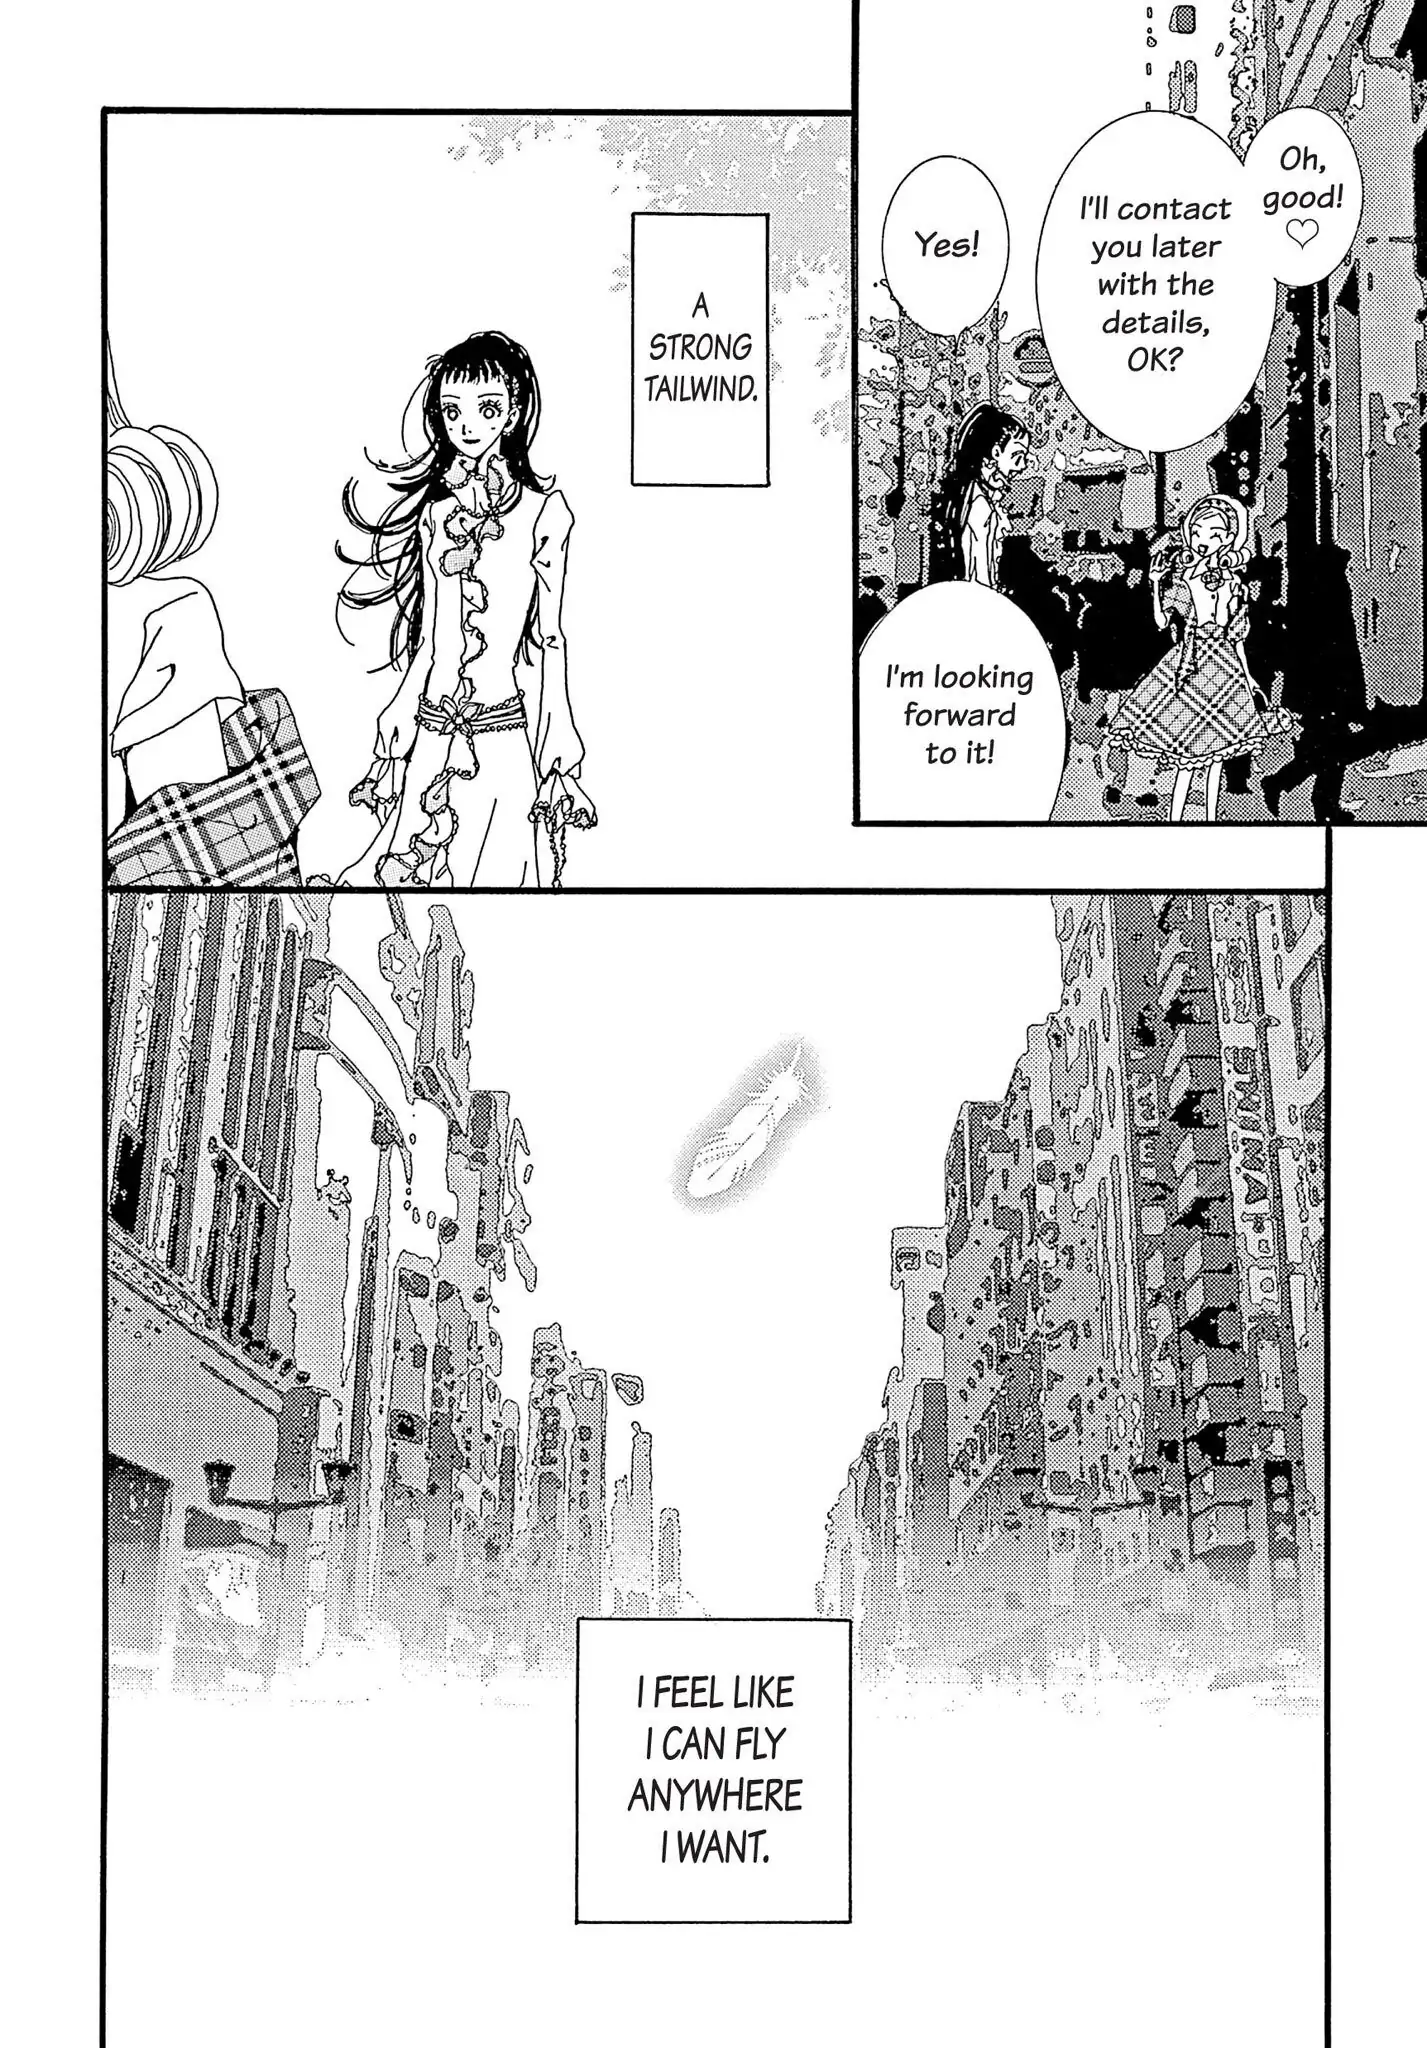 Oh,
good!
♡
I'll contact
you later
with the
details,
OK?
Yes!
I'm looking
forward
to it!
A
STRONG
TAILWIND.
I FEEL LIKE
I CAN FLY
ANYWHERE
I WANT.